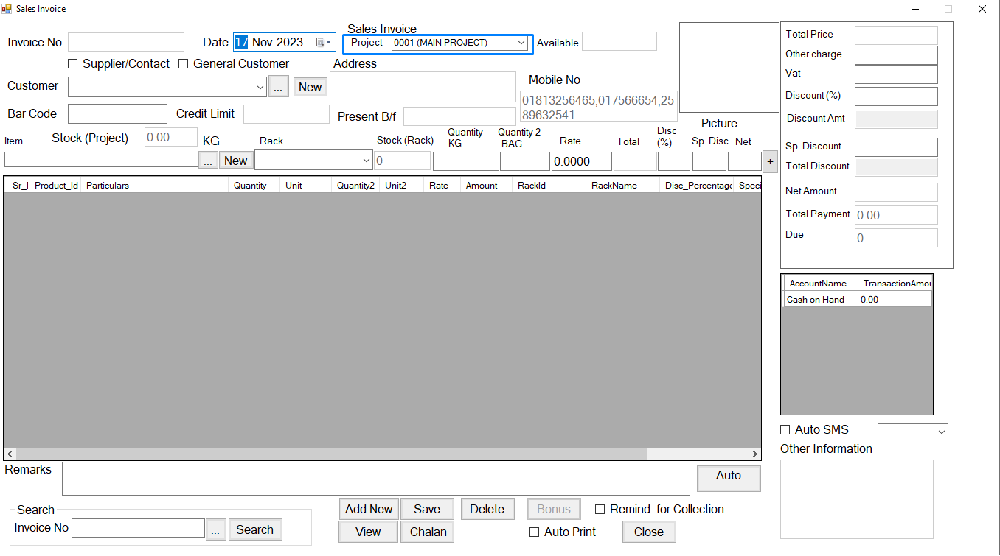 Sales Invoice
Sales Invoice
Invoice No
Date 17-Nov-2023
Project 0001 (MAIN PROJECT)
Available
Supplier/Contact General Customer
Address
Customer ... New
Mobile No
01813256465,017566654,25
89632541
Bar Code
Credit Limit
Present B/f
Picture
Item
Stock (Project) 0.00
KG
Rack
Stock (Rack)
Quantity
KG
Quantity 2
BAG
Rate
Total
Disc
(%)
Sp. Disc
Net
... New 0 0.0000 +
Sr_I Product_Id Particulars Quantity Unit Quantity2 Unit2 Rate Amount RackId RackName Disc_Percentage Speci
Total Price
Other charge
Vat
Discount (%)
Discount Amt
Sp. Discount
Total Discount
Net Amount.
Total Payment 0.00
Due 0
AccountName TransactionAmou
Cash on Hand 0.00
Auto SMS
Other Information
Remarks
Auto
Search
Invoice No ... Search
Add New Save Delete Bonus Remind for Collection
View Chalan Auto Print Close